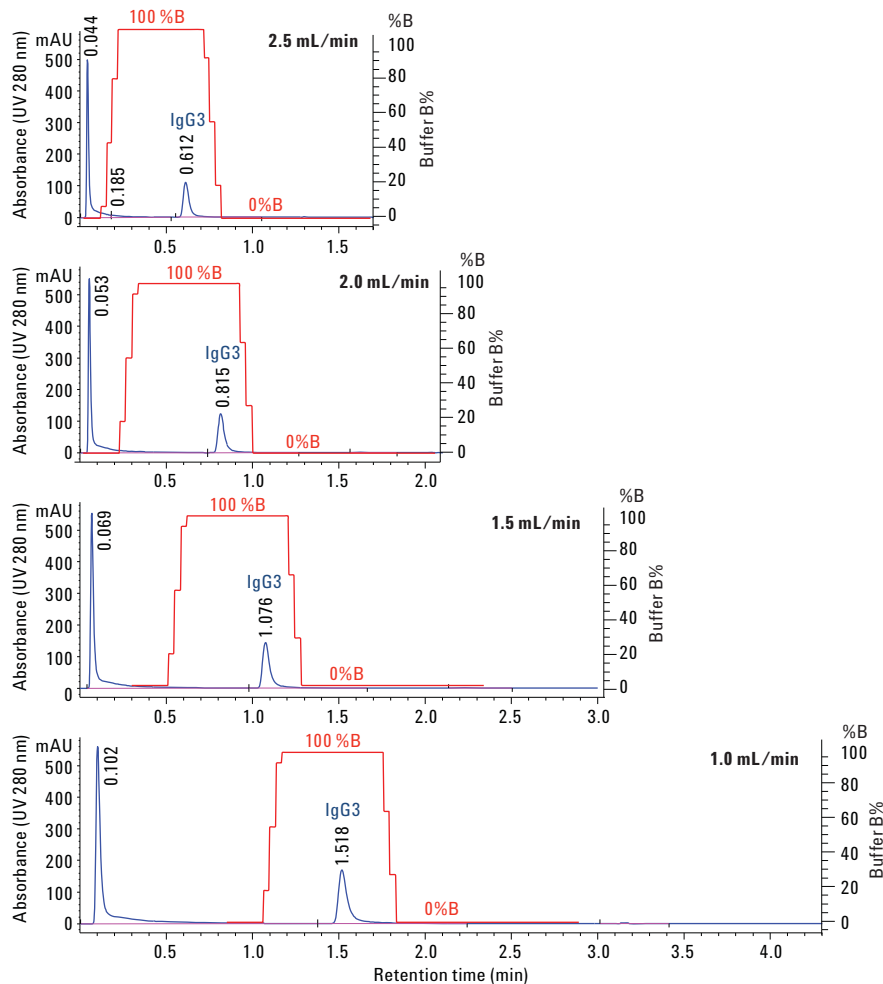 100 %B
%B
mAU
2.5 mL/min
0.044
500
400
300
200
100
0
0.185
IgG3
0.612
0%B
100
80
60
40
20
0
Absorbance (UV 280 nm)
Buffer B%
0.5 1.0 1.5
%B
mAU
100 %B
2.0 mL/min
0.053
500
400
300
200
100
0
IgG3
0.815
0%B
100
80
60
40
20
0
Absorbance (UV 280 nm)
Buffer B%
0.5 1.0 1.5 2.0
%B
mAU
100 %B
1.5 mL/min
0.069
500
400
300
200
100
0
IgG3
1.076
0%B
100
80
60
40
20
0
Absorbance (UV 280 nm)
Buffer B%
0.5 1.0 1.5 2.0 2.5 3.0
%B
mAU
100 %B
1.0 mL/min
0.102
500
400
300
200
100
0
IgG3
1.518
0%B
100
80
60
40
20
0
Absorbance (UV 280 nm)
Buffer B%
0.5 1.0 1.5 2.0 2.5 3.0 3.5 4.0
Retention time (min)